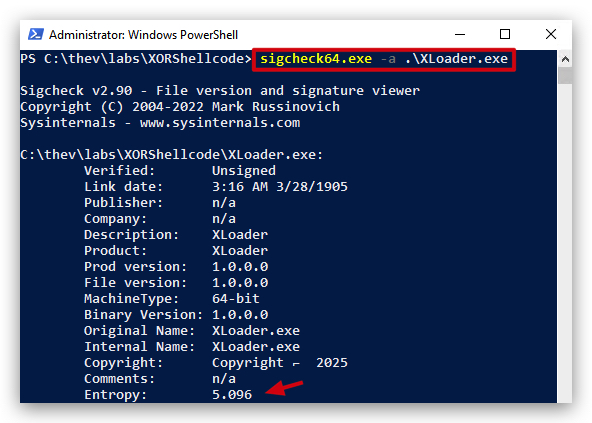 Administrator: Windows PowerShell
PS C:\thev\labs\XORShellcode> sigcheck64.exe -a .\XLoader.exe
Sigcheck v2.90 - File version and signature viewer
Copyright (C) 2004-2022 Mark Russinovich
Sysinternals - www.sysinternals.com
C:\thev\labs\XORShellcode\XLoader.exe:
Verified: Unsigned
Link date: 3:16 AM 3/28/1905
Publisher: n/a
Company: n/a
Description: XLoader
Product: XLoader
Prod version: 1.0.0.0
File version: 1.0.0.0
MachineType: 64-bit
Binary Version: 1.0.0.0
Original Name: XLoader.exe
Internal Name: XLoader.exe
Copyright: Copyright ⌐ 2025
Comments: n/a
Entropy: 5.096